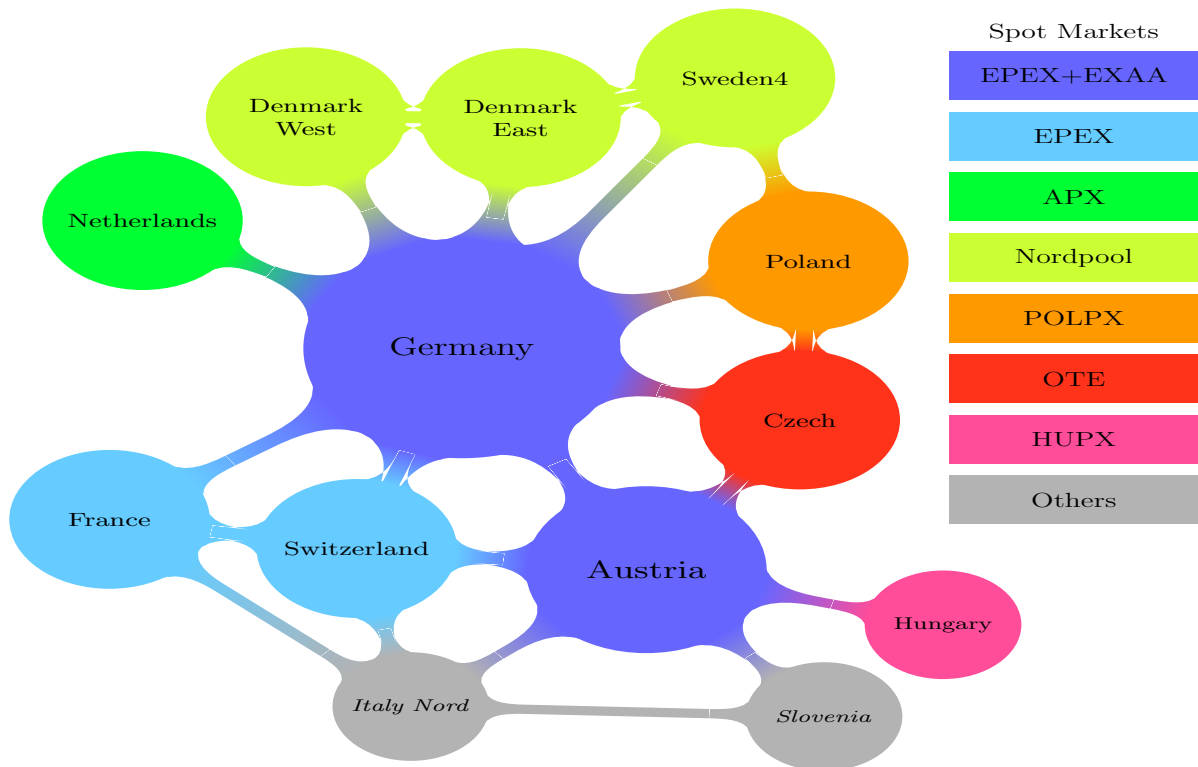 Spot Markets
EPEX+EXAA
EPEX
APX
Nordpool
POLPX
OTE
HUPX
Others
Sweden4
Denmark
West
Denmark
East
Netherlands
Poland
Germany
Czech
France
Switzerland
Austria
Hungary
Italy Nord
Slovenia